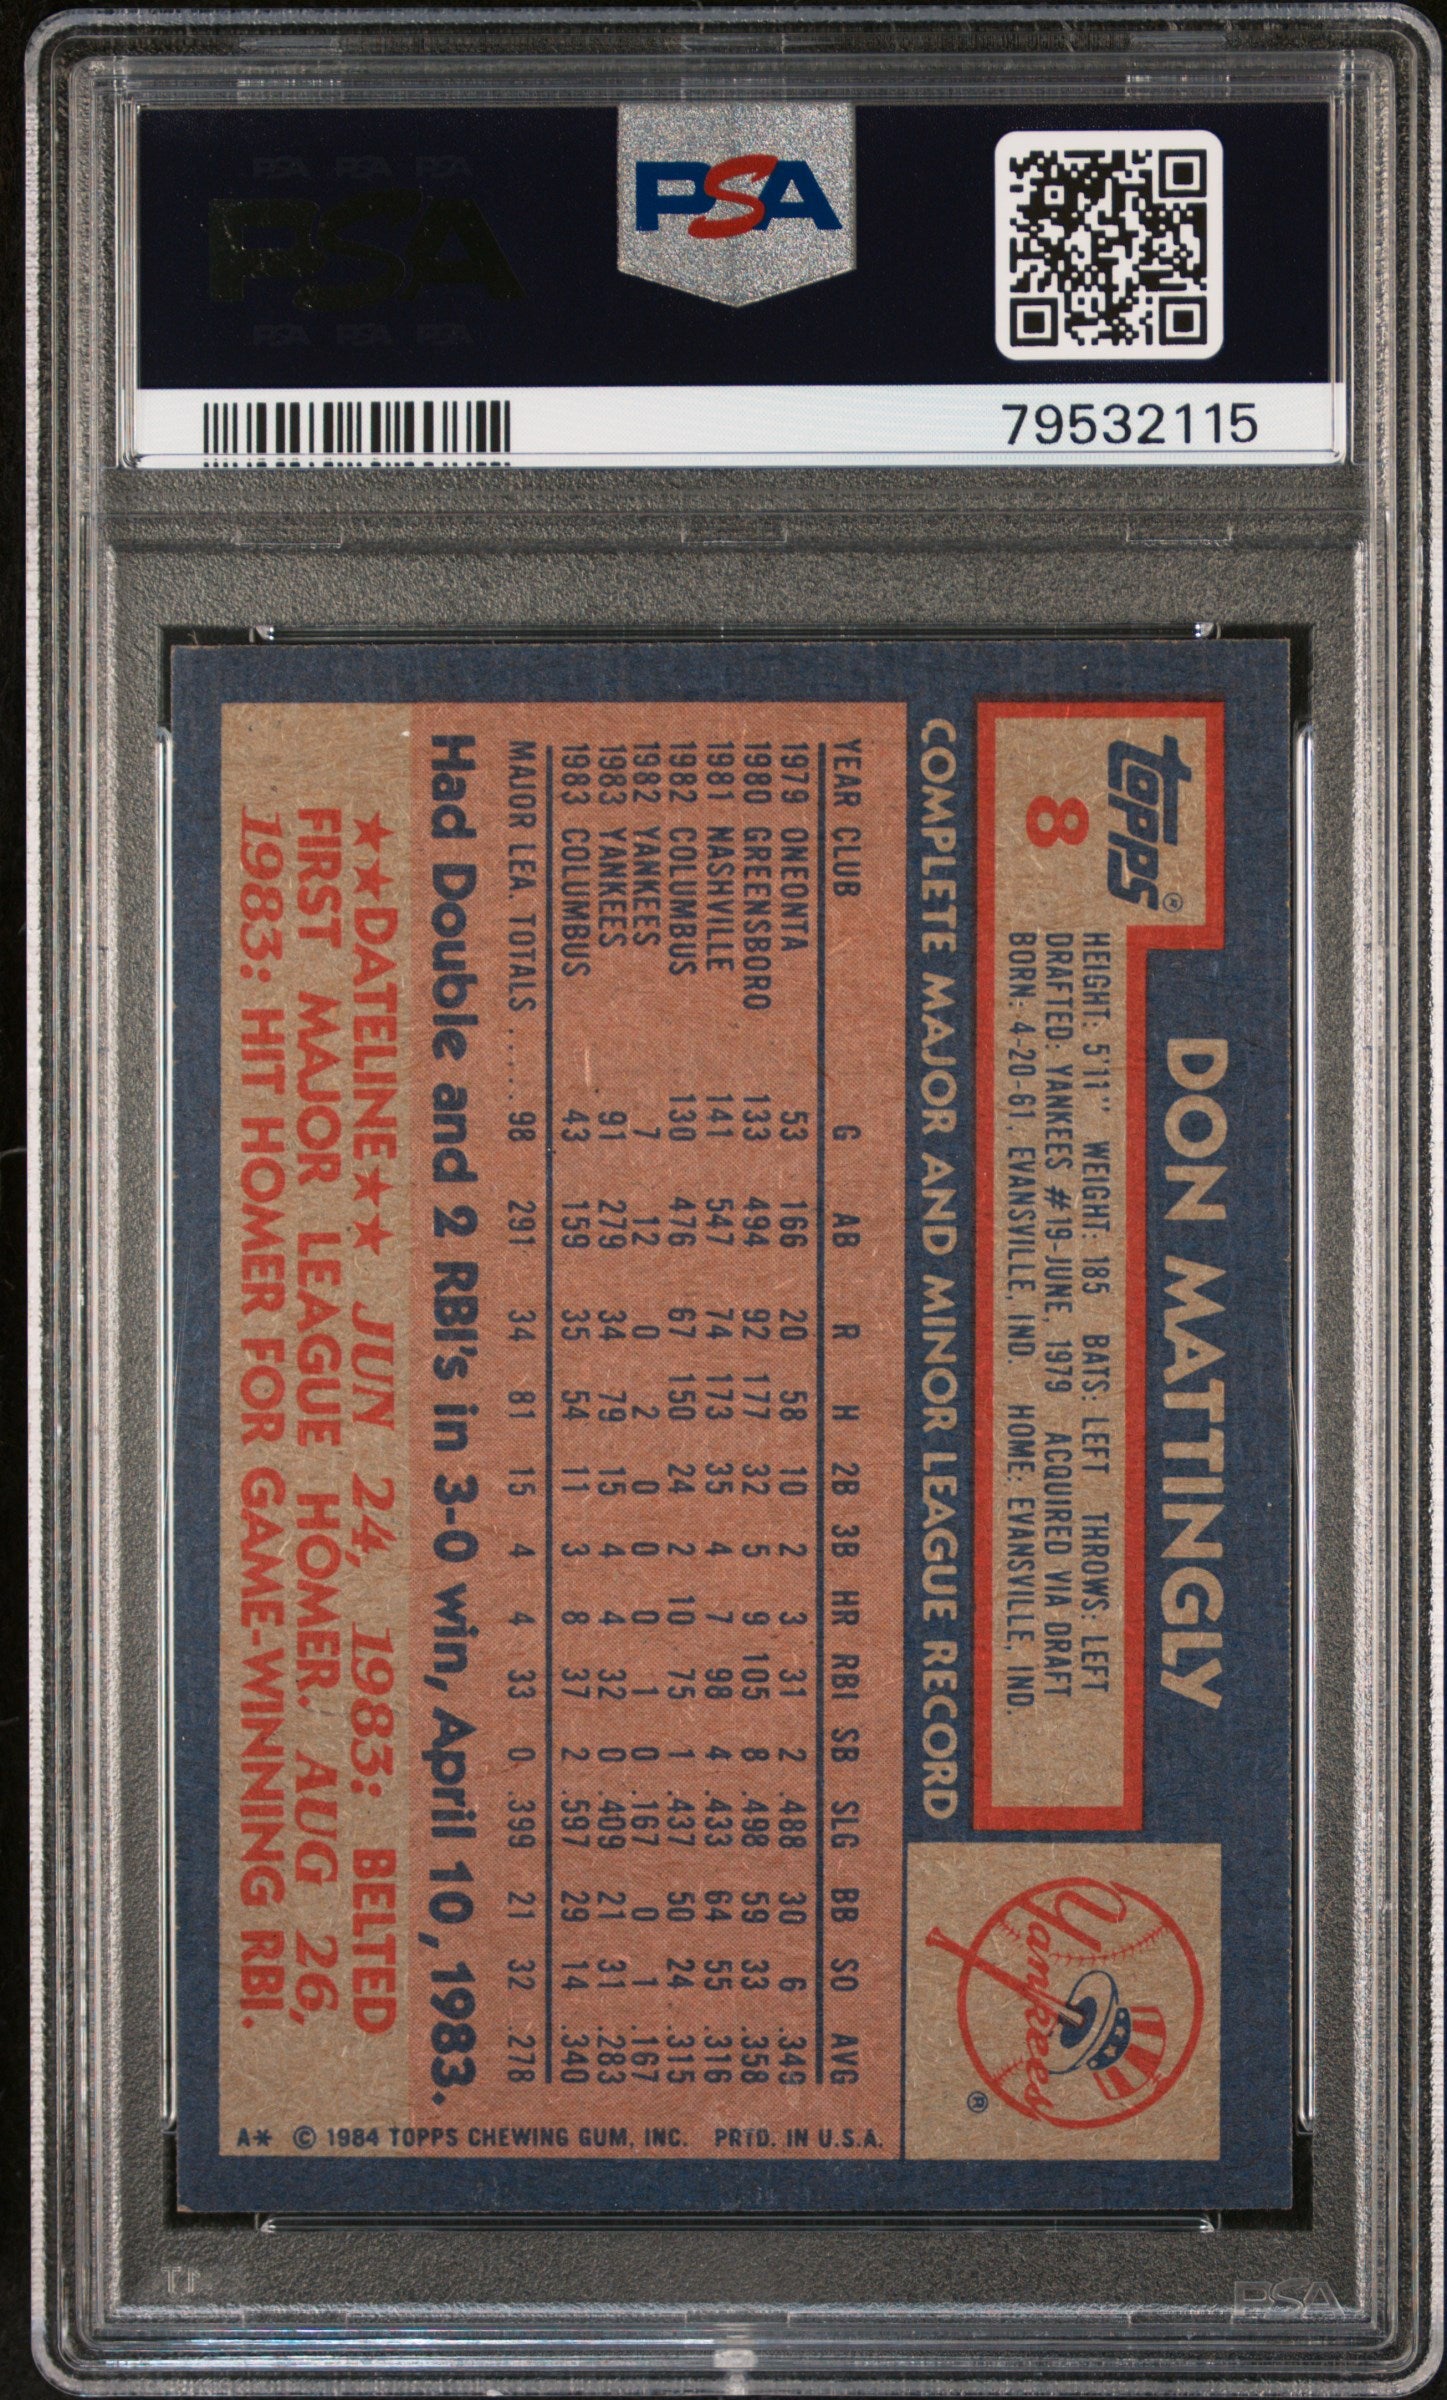 PSA PSA PSA
PSA
PSA PSA PSA
PSA
79532115
topps®
8
DON MATTINGLY
HEIGHT: 5'11" WEIGHT: 185 BATS: LEFT THROWS: LEFT
DRAFTED: YANKEES #19-JUNE, 1979 ACQUIRED VIA DRAFT
BORN: 4-20-61, EVANSVILLE, IND. HOME: EVANSVILLE, IND.
Yankees®
COMPLETE MAJOR AND MINOR LEAGUE RECORD
YEAR CLUB G AB R H 2B 3B HR RBI SB SLG BB SO AVG
1979 ONEONTA 53 166 20 58 10 2 3 31 2 .488 30 6 .349
1980 GREENSBORO 133 494 92 177 32 5 9 105 8 .498 59 33 .358
1981 NASHVILLE 141 547 74 173 35 4 7 98 4 .433 64 55 .316
1982 COLUMBUS 130 476 67 150 24 2 10 75 1 .437 50 24 .315
1982 YANKEES 7 12 0 2 0 0 0 1 0 .167 0 1 .167
1983 YANKEES 91 279 34 79 15 4 4 32 0 .409 21 31 .283
1983 COLUMBUS 43 159 35 54 11 3 8 37 2 .597 29 14 .340
MAJOR LEA. TOTALS ..... 98 291 34 81 15 4 4 33 0 .399 21 32 .278
Had Double and 2 RBI's in 3-0 win, April 10, 1983.
★★DATELINE★★ JUN 24, 1983: BELTED
FIRST MAJOR LEAGUE HOMER. AUG 26,
1983: HIT HOMER FOR GAME-WINNING RBI.
A* © 1984 TOPPS CHEWING GUM, INC. PRTD. IN U.S.A.
PSA